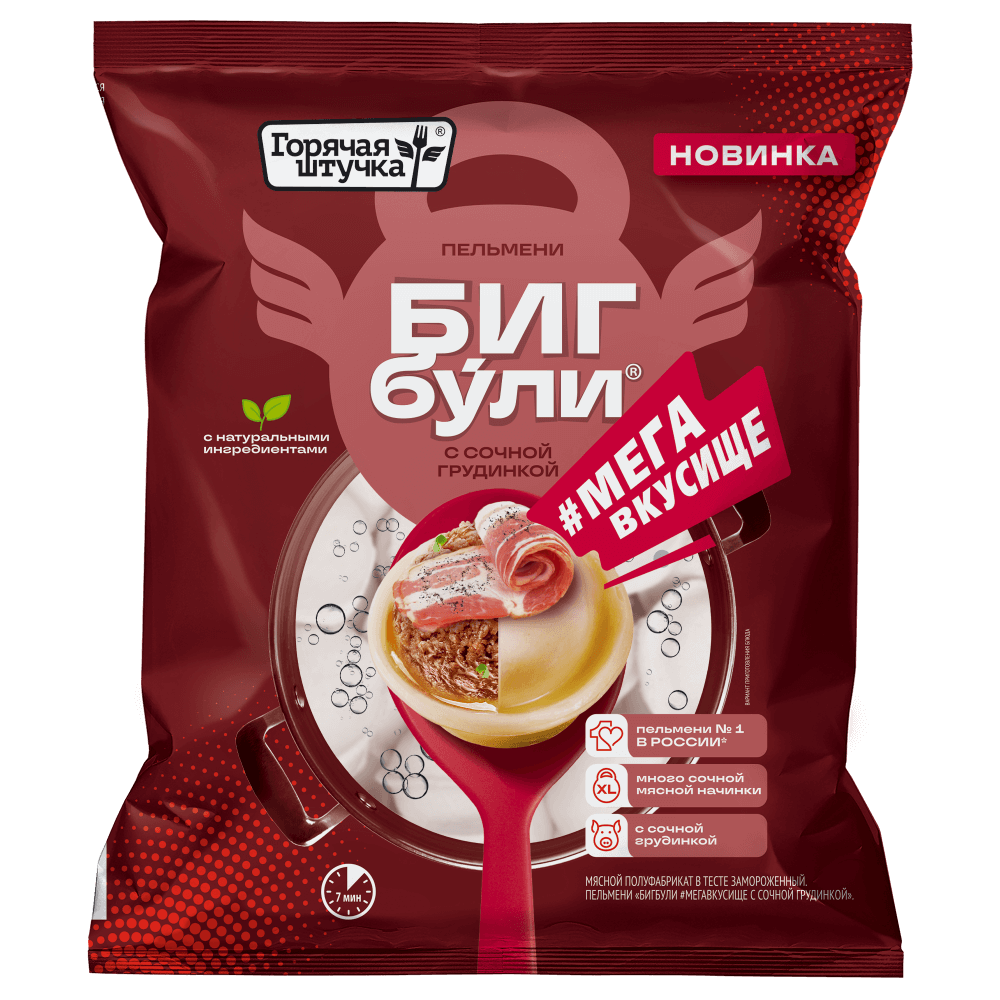 Горячая
штучка®
НОВИНКА
ПЕЛЬМЕНИ
БИГ
були®
С СОЧНОЙ
ГРУДИНКОЙ
#МЕГА
ВКУСИЩЕ
с натуральными
ингредиентами
ВАРИАНТ ПРИГОТОВЛЕНИЯ БЛЮДА
пельмени № 1
В РОССИИ*
XL
много сочной
мясной начинки
с сочной
грудинкой
7 мин
МЯСНОЙ ПОЛУФАБРИКАТ В ТЕСТЕ ЗАМОРОЖЕННЫЙ.
ПЕЛЬМЕНИ «БИГБУЛИ #МЕГАВКУСИЩЕ С СОЧНОЙ ГРУДИНКОЙ».